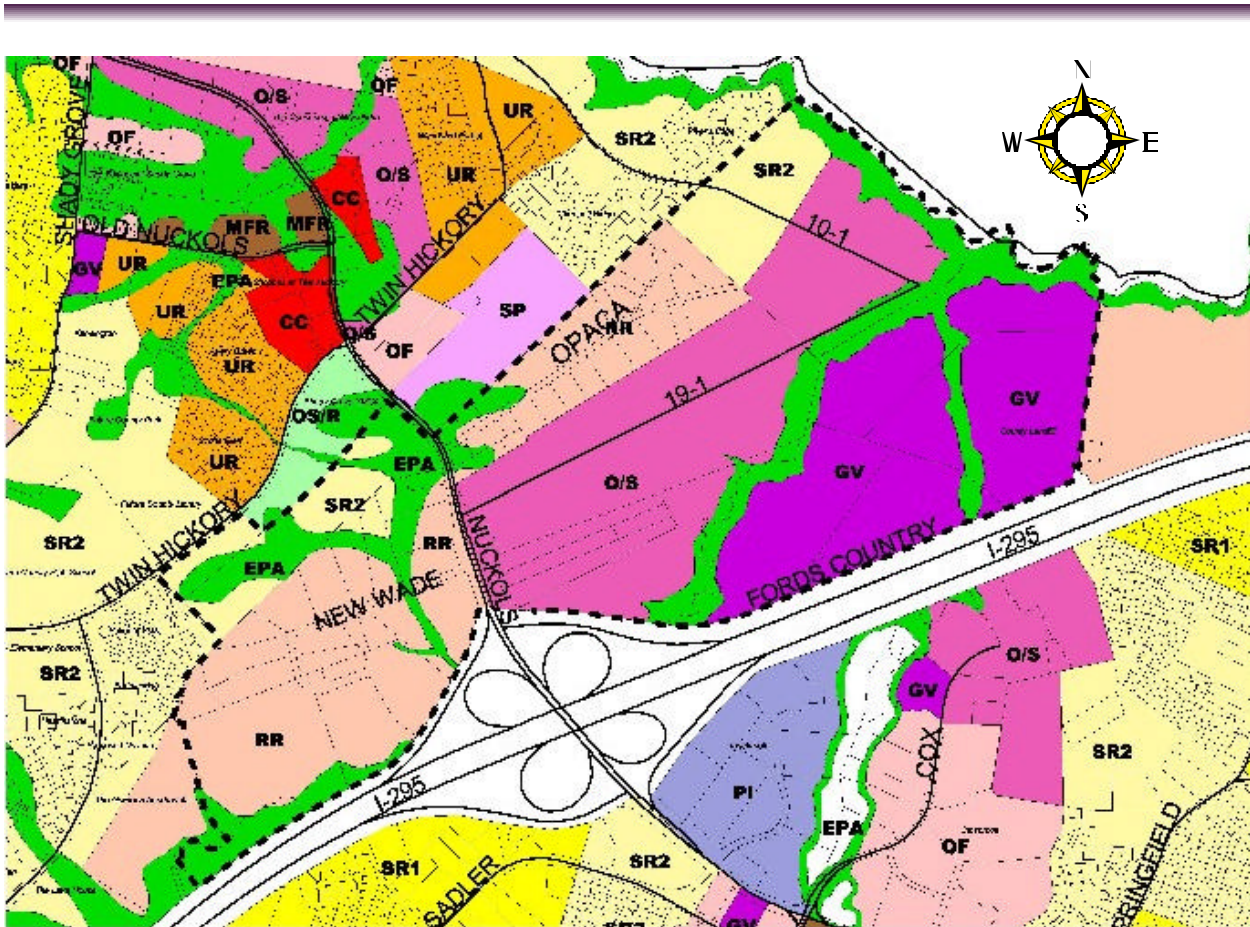 OF
O/S
OF
UR
N
W
E
S
SHADY GROVE
OF
SR2
SR2
O/S
UR
CC
MFR
MFR
OLD NUCKOLS
TWIN HICKORY
10-1
GV
UR
EPA
SP
UR
CC
O/S
OF
OPACA
RR
UR
19-1
GV
OS/R
UR
EPA
GV
O/S
SR2
TWIN HICKORY
SR2
RR
NUCKOLS
FORDS COUNTRY
I-295
SR1
EPA
NEW WADE
SR2
O/S
GV
RR
COX
SR2
I-295
PI
EPA
OF
SR1
SR2
SADLER
PRINGFIELD
GV
SR2